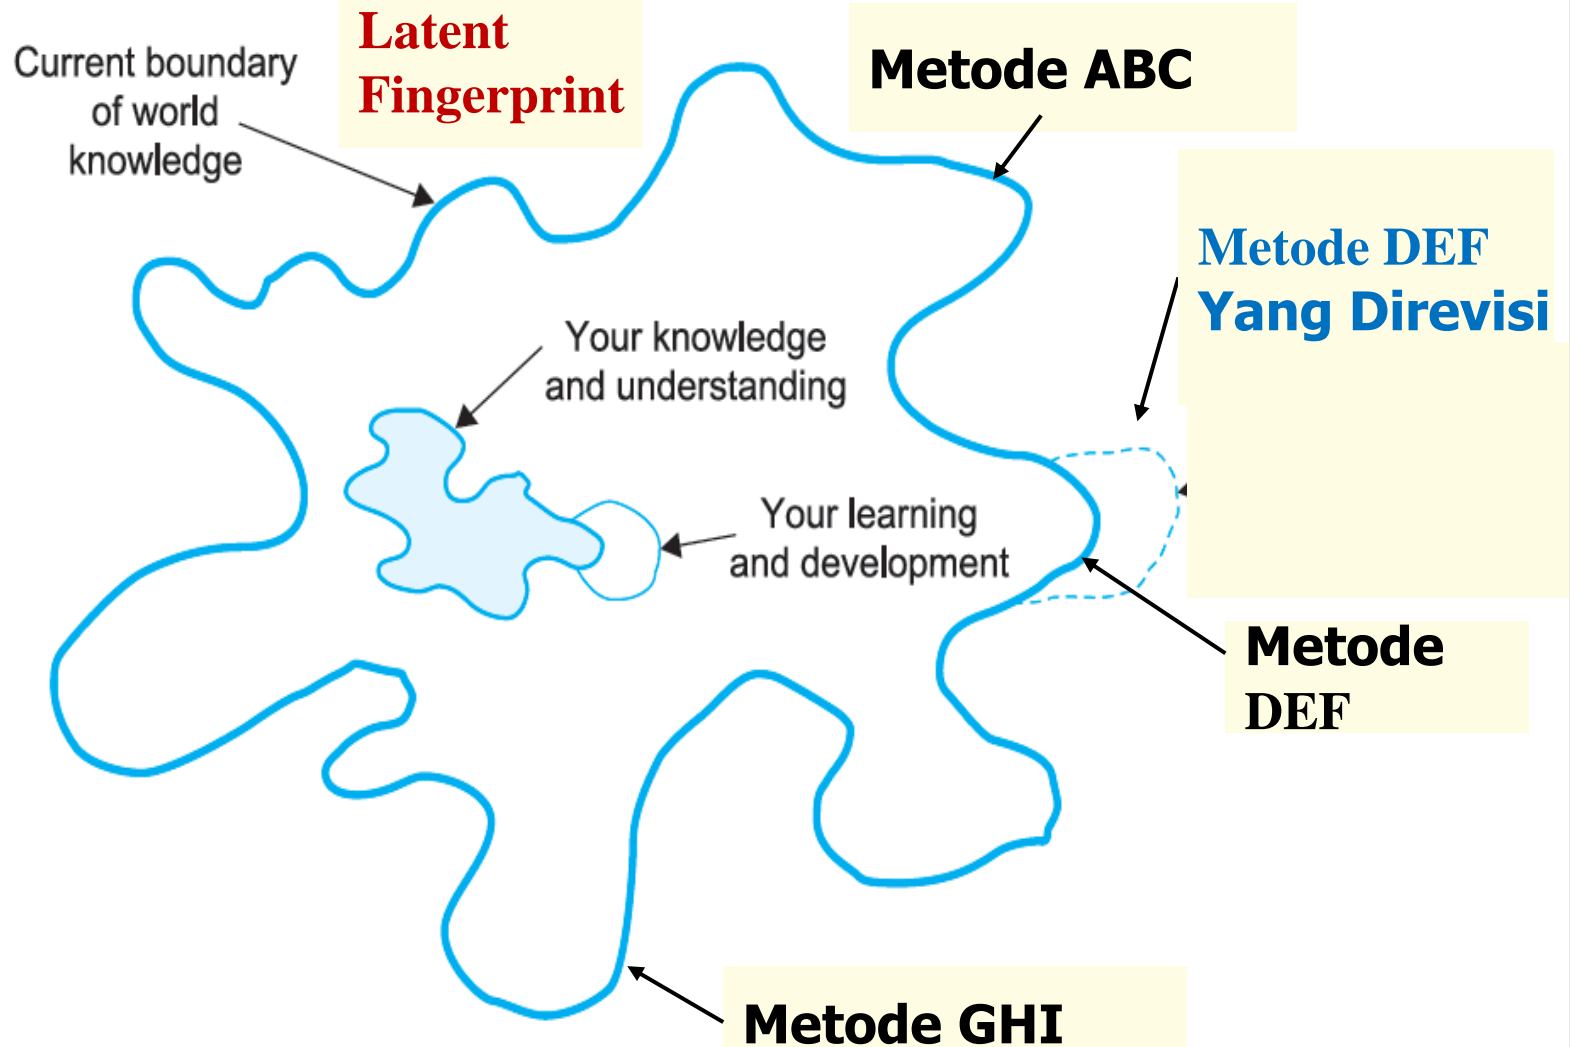 Latent
Fingerprint
Current boundary
of world
knowledge
Metode ABC
Metode DEF
Yang Direvisi
Your knowledge
and understanding
Your learning
and development
Metode
DEF
Metode GHI